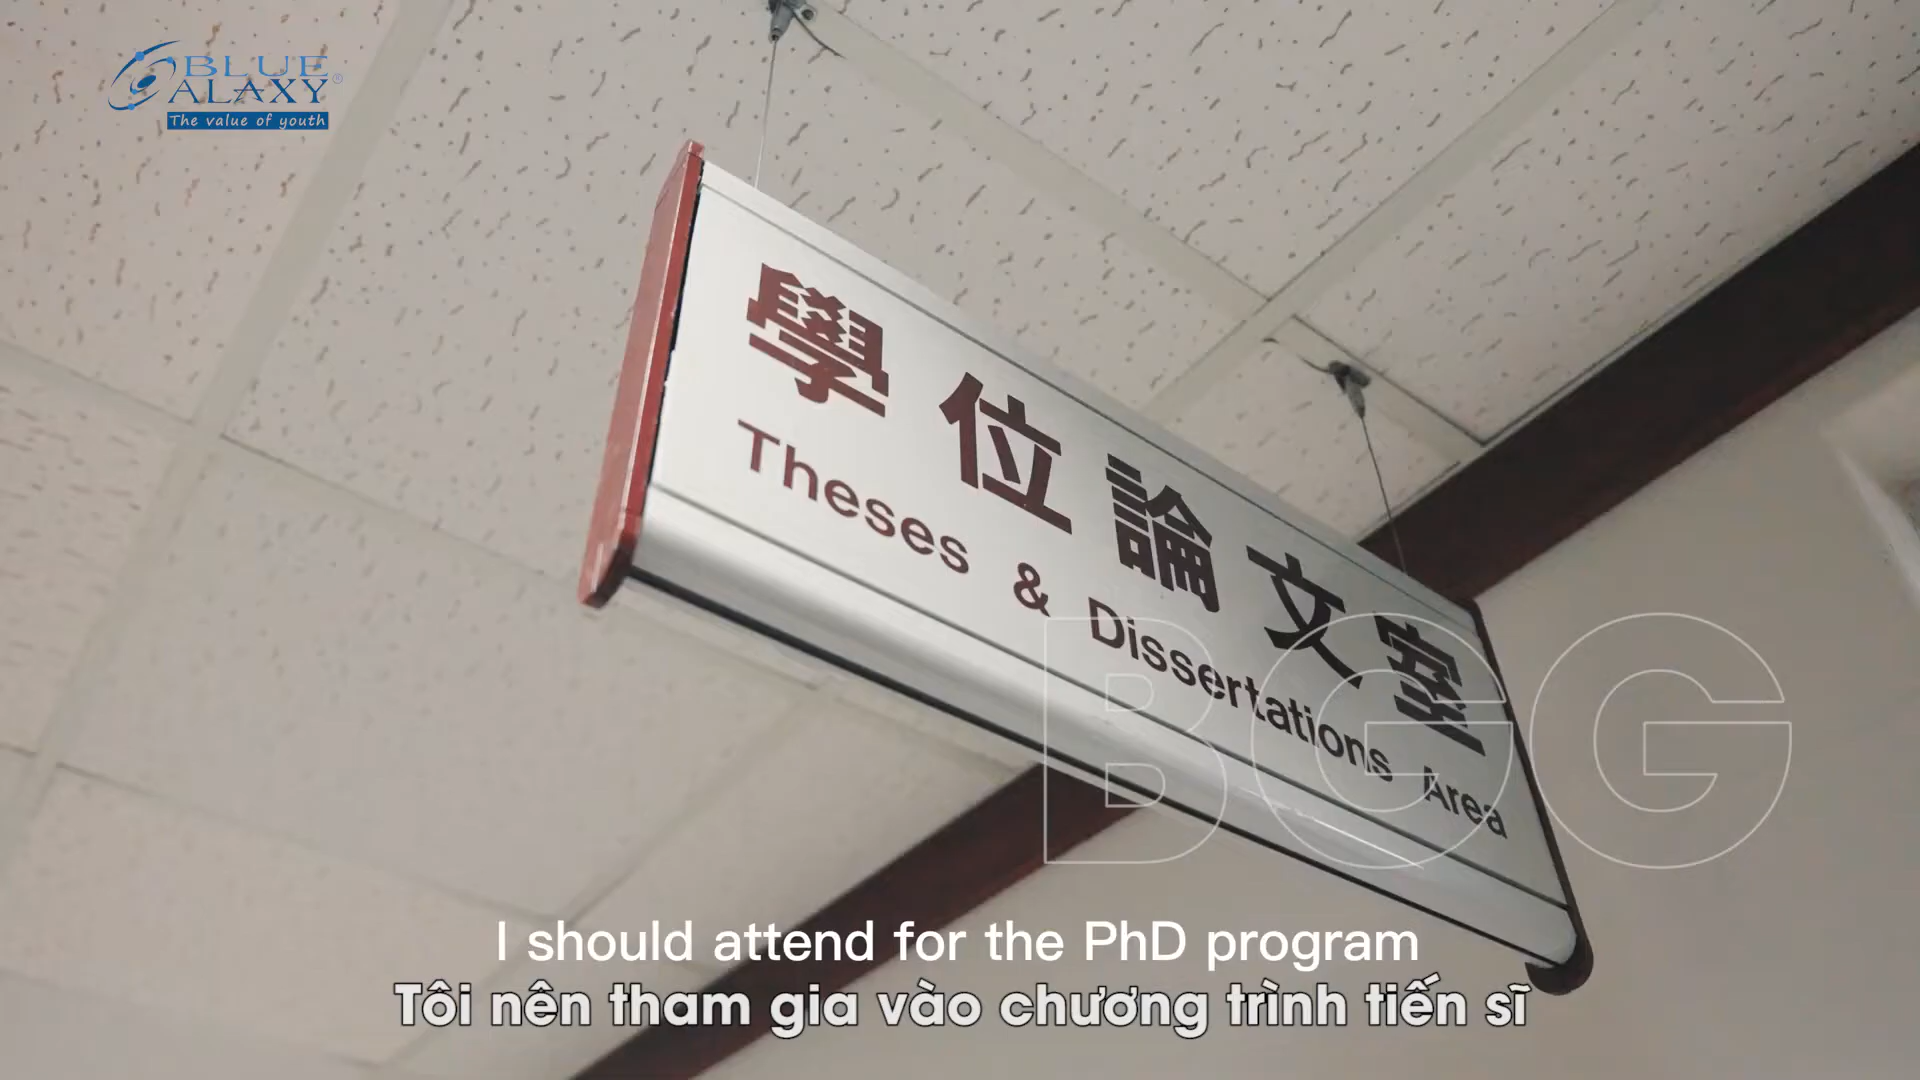 BLUE
GALAXY®
The value of youth
學位論文室
Theses & Dissertations Area
BGG
I should attend for the PhD program
Tôi nên tham gia vào chương trình tiến sĩ